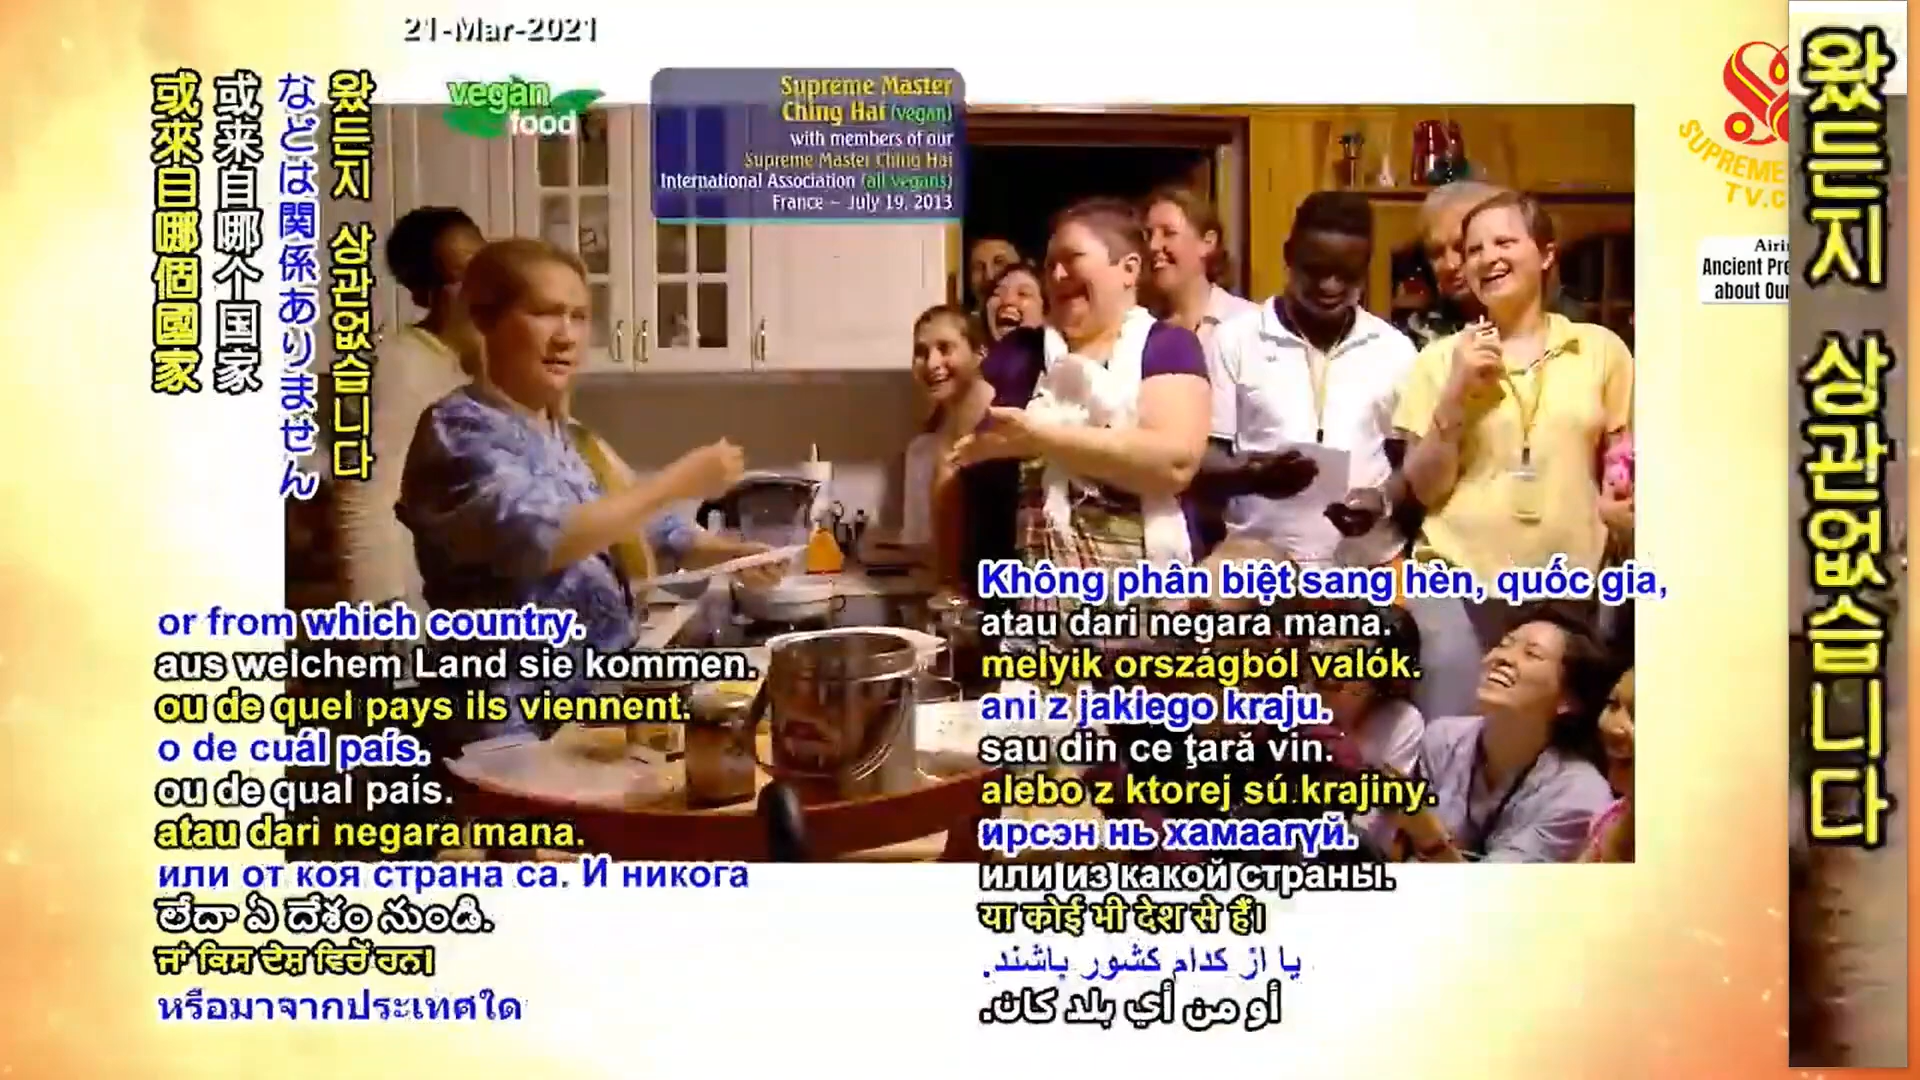 21-Mar-2021
vegan
food
Supreme Master
Ching Hai (vegan)
with members of our
Supreme Master Ching Hai
International Association (all vegans)
France – July 19, 2013
SUPREME
TV.C
Airi
Ancient Pre
about Our
왔든지 상관없습니다
などは関係ありません
或来自哪个国家
或來自哪個國家
or from which country.
aus welchem Land sie kommen.
ou de quel pays ils viennent.
o de cuál país.
ou de qual país.
atau dari negara mana.
или от коя страна са. И никога
లేదా ఏ దేశం నుండి.
ਜਾਂ ਕਿਸ ਦੇਸ਼ ਵਿਚੋਂ ਹਨ।
หรือมาจากประเทศใด
Không phân biệt sang hèn, quốc gia,
atau dari negara mana.
melyik országból valók.
ani z jakiego kraju.
sau din ce ţară vin.
alebo z ktorej sú krajiny.
ирсэн нь хамаагүй.
или из какой страны.
या कोई भी देश से हैं।
یا از کدام کشور باشند.
أو من أي بلد كان.
왔든지 상관없습니다